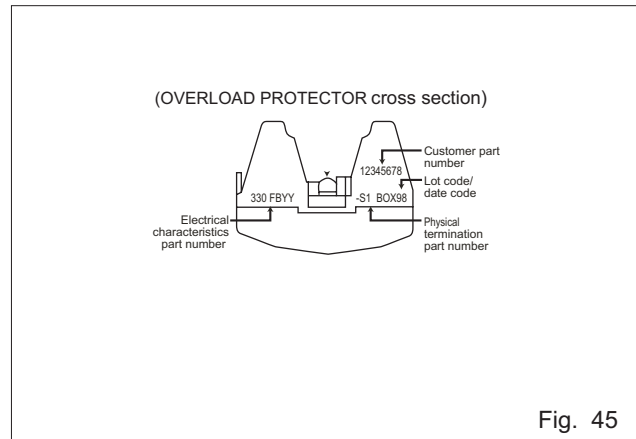 (OVERLOAD PROTECTOR cross section)
Customer part
number
12345678
Lot code/
date code
330 FBYY
-S1 BOX98
Electrical
characteristics
part number
Physical
termination
part number
Fig. 45